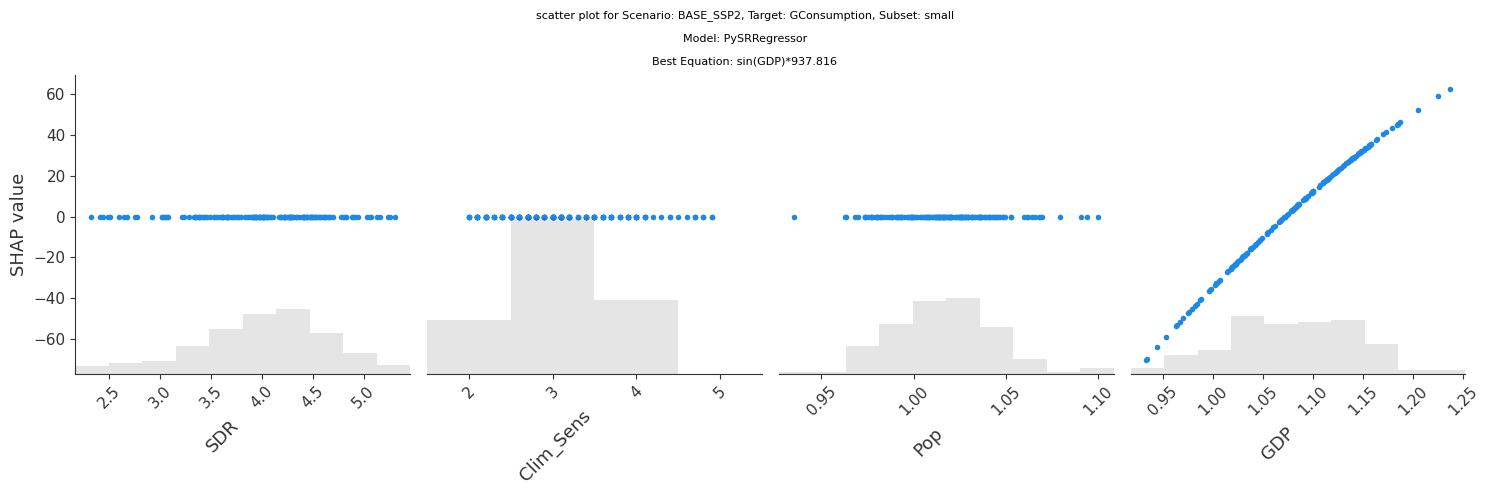 scatter plot for Scenario: BASE_SSP2, Target: GConsumption, Subset: small
Model: PySRRegressor
Best Equation: sin(GDP)*937.816
SHAP value
60
40
20
0
−20
−40
−60
2.5 3.0 3.5 4.0 4.5 5.0
SDR
2 3 4 5
Clim_Sens
0.95 1.00 1.05 1.10
Pop
0.95 1.00 1.05 1.10 1.15 1.20 1.25
GDP